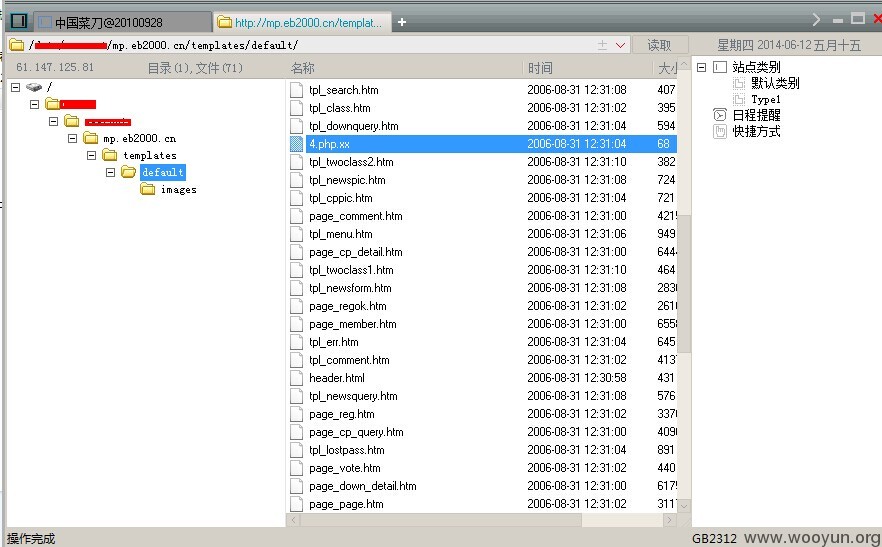 中国菜刀@20100928
http://mp.eb2000.cn/templat...
/mp.eb2000.cn/templates/default/
读取
星期四 2014-06-12 五月十五
61.147.125.81
目录(1),文件(71)
名称
时间
大
/
mp.eb2000.cn
templates
default
images
tpl_search.htm 2006-08-31 12:31:08 407
tpl_class.htm 2006-08-31 12:31:02 395
tpl_downquery.htm 2006-08-31 12:31:04 594
4.php.xx 2006-08-31 12:31:04 68
tpl_twoclass2.htm 2006-08-31 12:31:10 382
tpl_newspic.htm 2006-08-31 12:31:08 724
tpl_cppic.htm 2006-08-31 12:31:04 721
page_comment.htm 2006-08-31 12:31:00 4215
tpl_menu.htm 2006-08-31 12:31:06 949
page_cp_detail.htm 2006-08-31 12:31:00 644
tpl_twoclass1.htm 2006-08-31 12:31:10 464
tpl_newsform.htm 2006-08-31 12:31:08 2830
page_regok.htm 2006-08-31 12:31:02 2610
page_member.htm 2006-08-31 12:31:00 6558
tpl_err.htm 2006-08-31 12:31:04 645
tpl_comment.htm 2006-08-31 12:31:02 4137
header.html 2006-08-31 12:30:58 431
tpl_newsquery.htm 2006-08-31 12:31:08 576
page_reg.htm 2006-08-31 12:31:02 3370
page_cp_query.htm 2006-08-31 12:31:00 4090
tpl_lostpass.htm 2006-08-31 12:31:04 891
page_vote.htm 2006-08-31 12:31:02 440
page_down_detail.htm 2006-08-31 12:31:00 6175
page_page.htm 2006-08-31 12:31:02 3117
站点类别
默认类别
Type1
日程提醒
快捷方式
操作完成
GB2312
www.wooyun.org